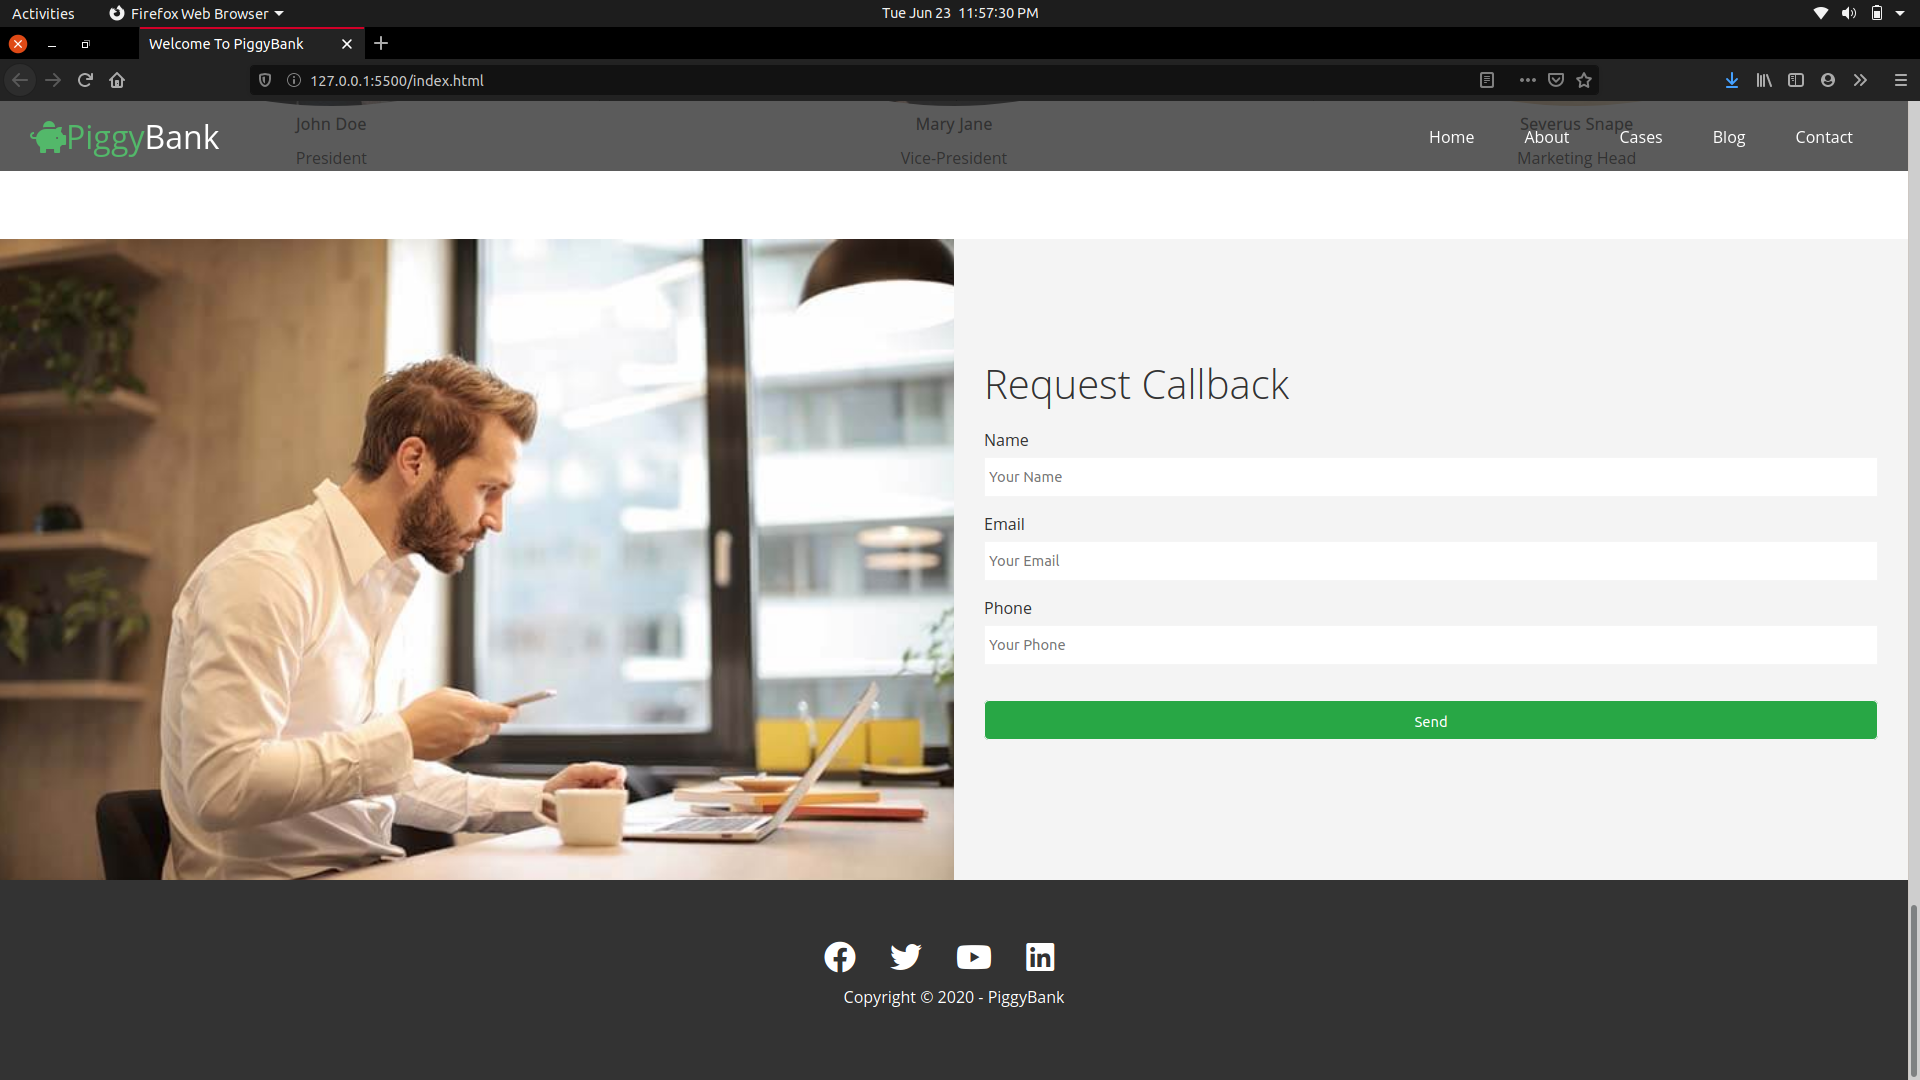 Activities
Firefox Web Browser
Tue Jun 23 11:57:30 PM
Welcome To PiggyBank
127.0.0.1:5500/index.html
PiggyBank
John Doe
President
Mary Jane
Vice-President
Severus Snape
Marketing Head
Home
About
Cases
Blog
Contact
Request Callback
Name
Your Name
Email
Your Email
Phone
Your Phone
Send
Copyright © 2020 - PiggyBank